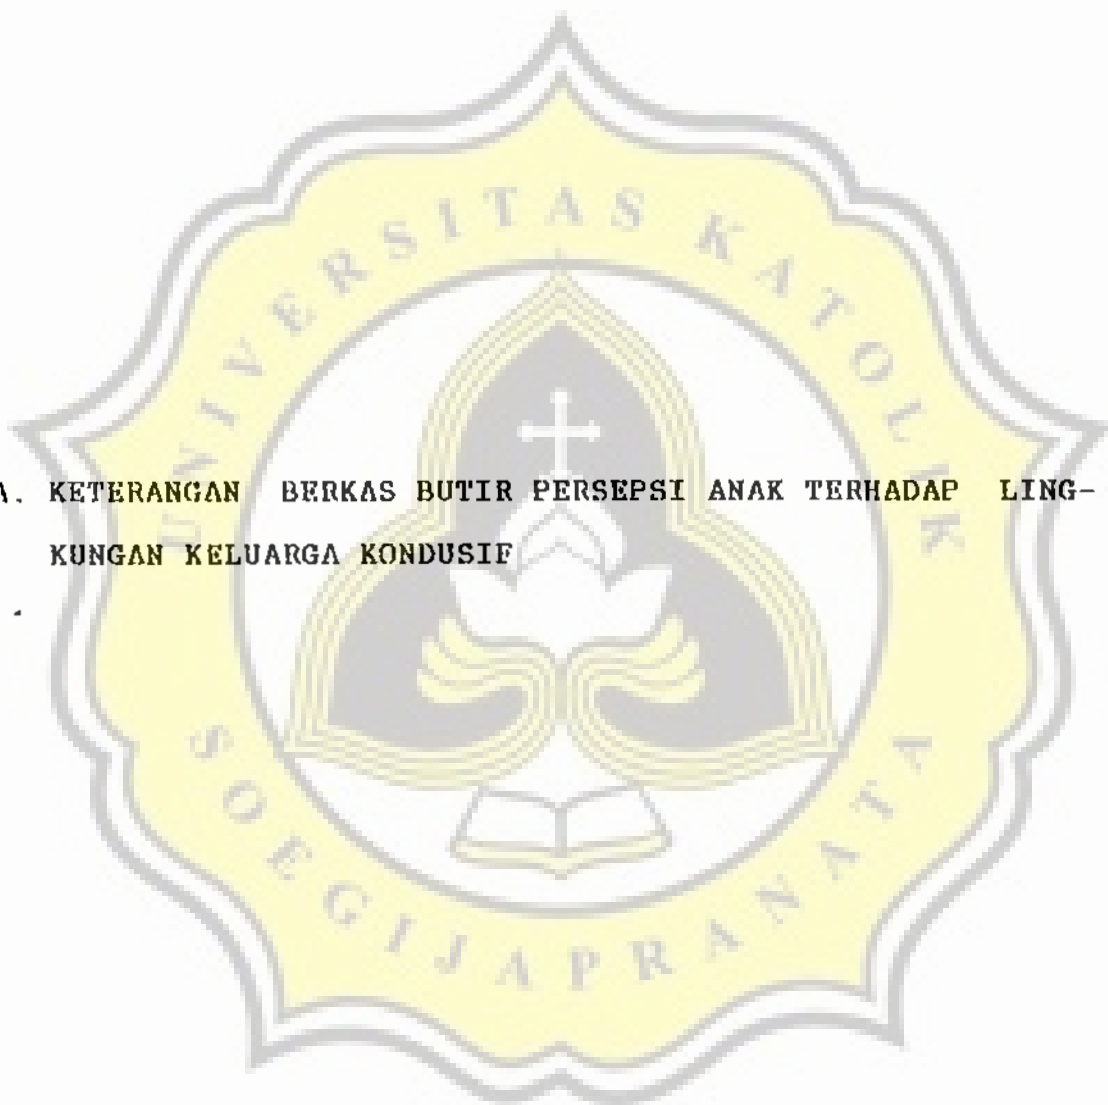 UNIVERSITAS KATOLIK
A. KETERANGAN BERKAS BUTIR PERSEPSI ANAK TERHADAP LING-
KUNGAN KELUARGA KONDUSIF
SOEGIJAPRANATA